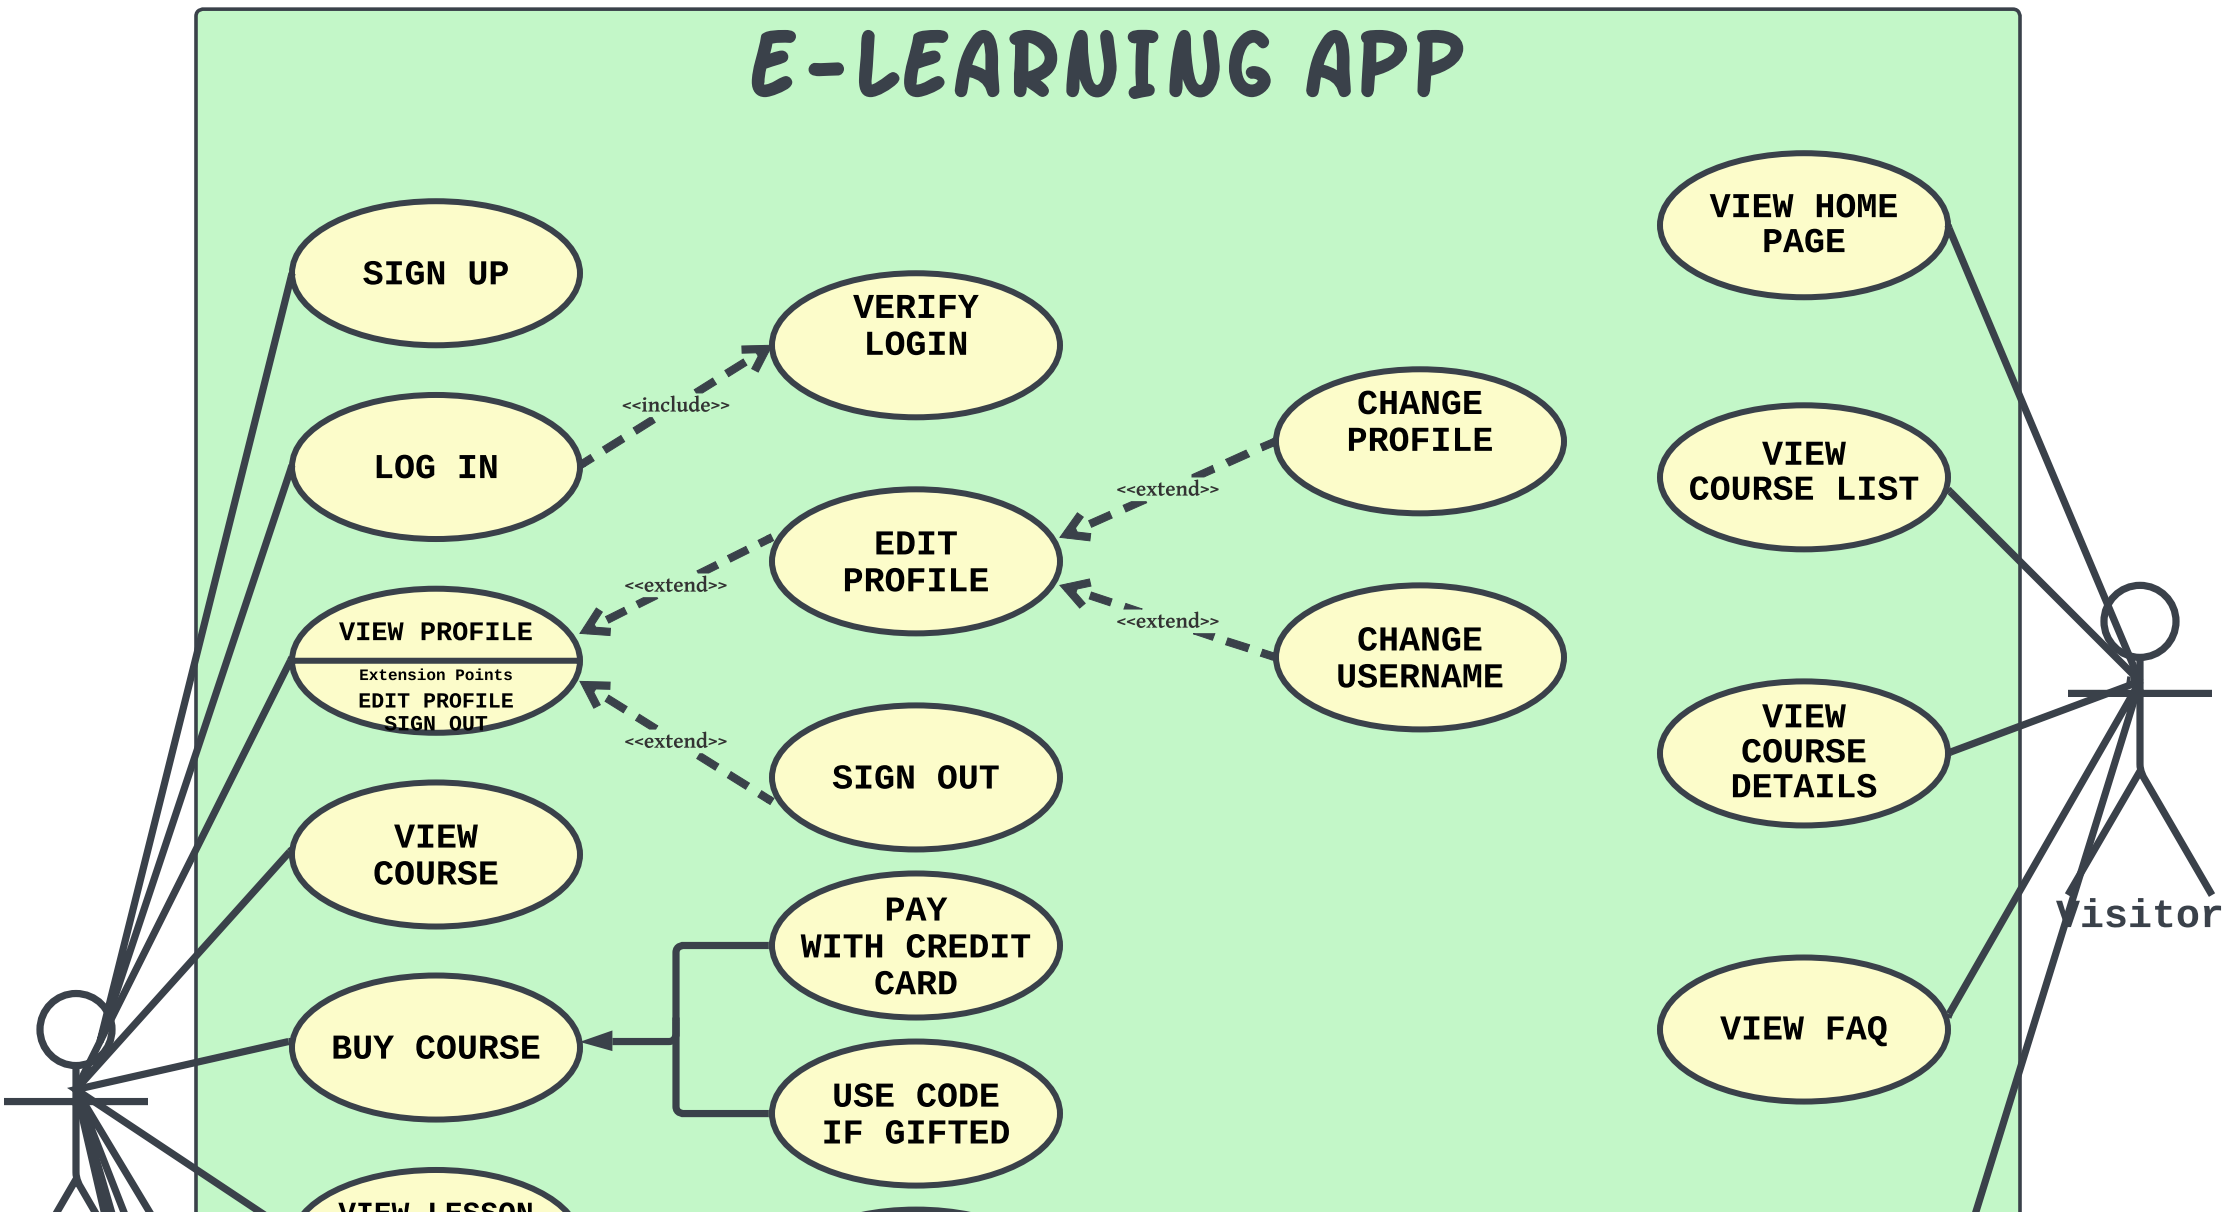 E-LEARNING APP
SIGN UP
LOG IN
<<include>>
VERIFY
LOGIN
VIEW PROFILE
Extension Points
EDIT PROFILE
SIGN OUT
<<extend>>
EDIT
PROFILE
<<extend>>
CHANGE
PROFILE
<<extend>>
CHANGE
USERNAME
<<extend>>
SIGN OUT
VIEW
COURSE
BUY COURSE
PAY
WITH CREDIT
CARD
USE CODE
IF GIFTED
VIEW LESSON
VIEW HOME
PAGE
VIEW
COURSE LIST
VIEW
COURSE
DETAILS
VIEW FAQ
Visitor